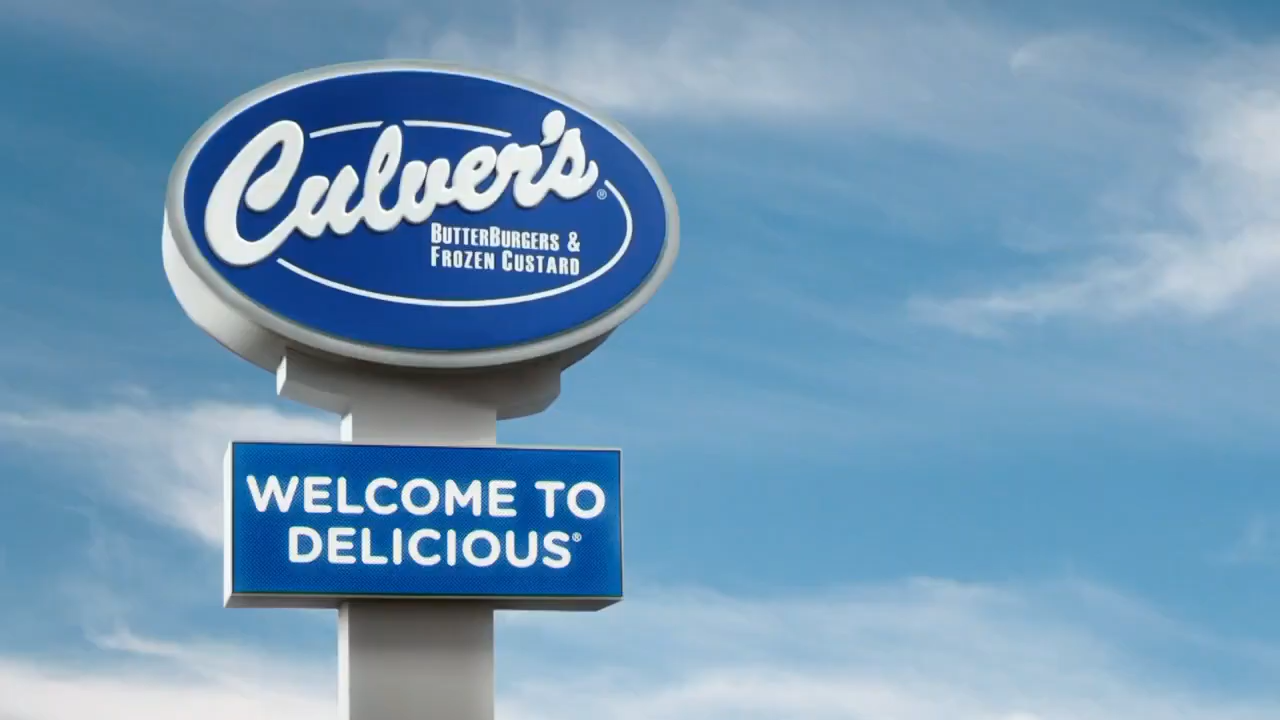 Culver's®
ButterBurgers &
Frozen Custard
WELCOME TO
DELICIOUS®